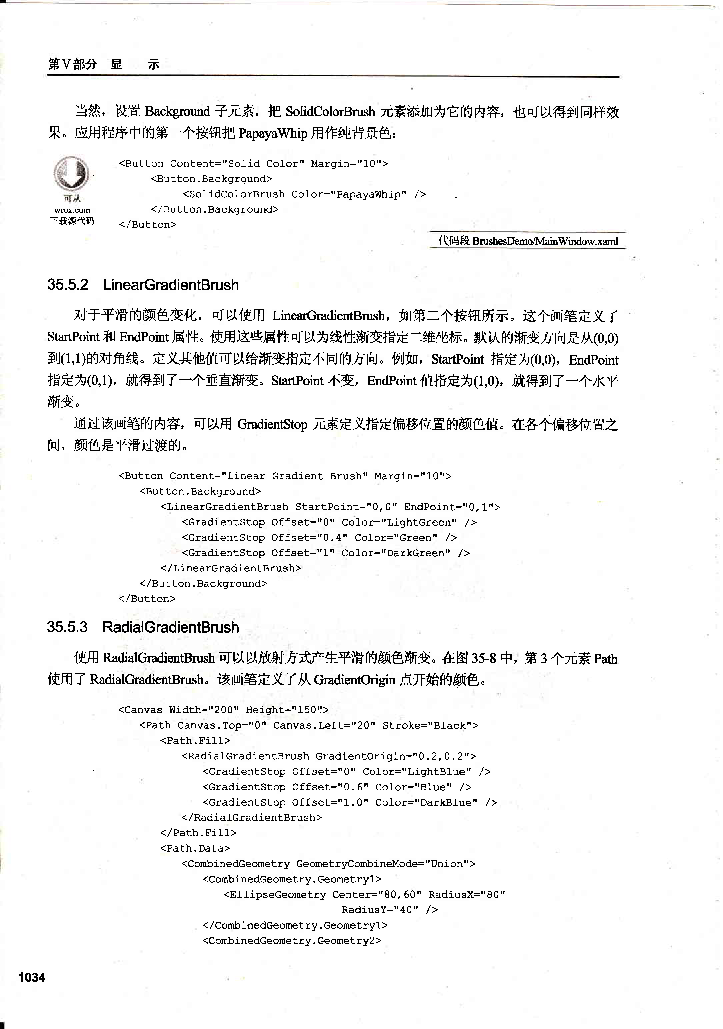 第V部分 显 示
当然，设置 Background 子元素，把 SolidColorBrush 元素添加为它的内容，也可以得到同样效
果。应用程序中的第一个按钮把 PapayaWhip 用作纯背景色：
<Button Content="Solid Color" Margin="10">
<Button.Background>
<SolidColorBrush Color="PapayaWhip" />
</Button.Background>
</Button>
可从
wrox.com
下载源代码
代码段 BrushesDemo/MainWindow.xaml
35.5.2 LinearGradientBrush
对于平滑的颜色变化，可以使用 LinearGradientBrush，如第二个按钮所示。这个画笔定义了
StartPoint 和 EndPoint 属性。使用这些属性可以为线性渐变指定二维坐标。默认的渐变方向是从(0,0)
到(1,1)的对角线。定义其他值可以给渐变指定不同的方向。例如，StartPoint 指定为(0,0)，EndPoint
指定为(0,1)，就得到了一个垂直渐变。StartPoint 不变，EndPoint 值指定为(1,0)，就得到了一个水平
渐变。
通过该画笔的内容，可以用 GradientStop 元素定义指定偏移位置的颜色值。在各个偏移位置之
间，颜色是平滑过渡的。
<Button Content="Linear Gradient Brush" Margin="10">
<Button.Background>
<LinearGradientBrush StartPoint="0,0" EndPoint="0,1">
<GradientStop Offset="0" Color="LightGreen" />
<GradientStop Offset="0.4" Color="Green" />
<GradientStop Offset="1" Color="DarkGreen" />
</LinearGradientBrush>
</Button.Background>
</Button>
35.5.3 RadialGradientBrush
使用 RadialGradientBrush 可以以放射方式产生平滑的颜色渐变。在图 35-8 中，第 3 个元素 Path
使用了 RadialGradientBrush。该画笔定义了从 GradientOrigin 点开始的颜色。
<Canvas Width="200" Height="150">
<Path Canvas.Top="0" Canvas.Left="20" Stroke="Black">
<Path.Fill>
<RadialGradientBrush GradientOrigin="0.2,0.2">
<GradientStop Offset="0" Color="LightBlue" />
<GradientStop Offset="0.6" Color="Blue" />
<GradientStop Offset="1.0" Color="DarkBlue" />
</RadialGradientBrush>
</Path.Fill>
<Path.Data>
<CombinedGeometry GeometryCombineMode="Union">
<CombinedGeometry.Geometry1>
<EllipseGeometry Center="80,60" RadiusX="80"
RadiusY="40" />
</CombinedGeometry.Geometry1>
<CombinedGeometry.Geometry2>
1034